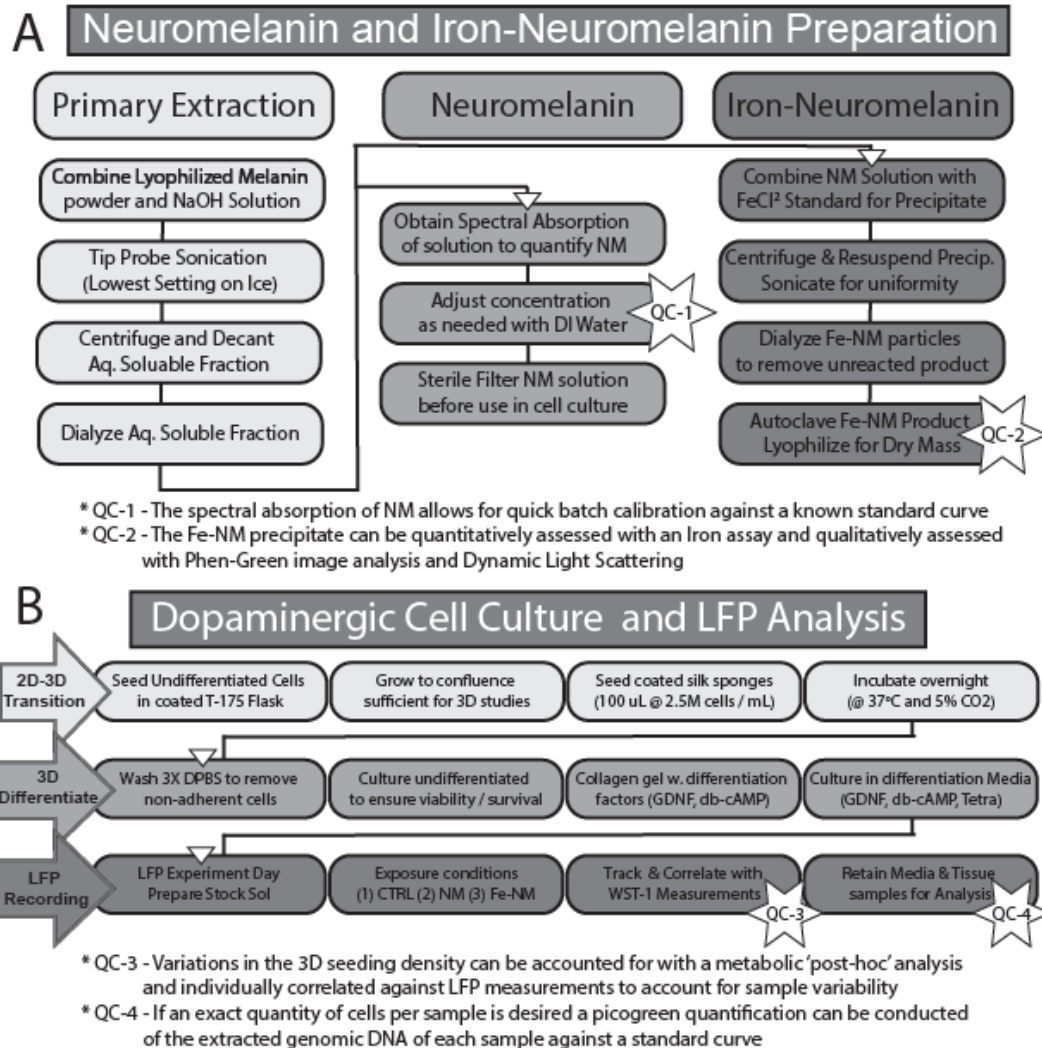 A
Neuromelanin and Iron-Neuromelanin Preparation
Primary Extraction
Combine Lyophilized Melanin
powder and NaOH Solution
Tip Probe Sonication
(Lowest Setting on Ice)
Centrifuge and Decant
Aq. Soluable Fraction
Dialyze Aq. Soluble Fraction
Neuromelanin
Obtain Spectral Absorption
of solution to quantify NM
Adjust concentration
as needed with DI Water
QC-1
Sterile Filter NM solution
before use in cell culture
Iron-Neuromelanin
Combine NM Solution with
FeCl² Standard for Precipitate
Centrifuge & Resuspend Precip.
Sonicate for uniformity
Dialyze Fe-NM particles
to remove unreacted product
Autoclave Fe-NM Product
Lyophilize for Dry Mass
QC-2
* QC-1 - The spectral absorption of NM allows for quick batch calibration against a known standard curve
* QC-2 - The Fe-NM precipitate can be quantitatively assessed with an Iron assay and qualitatively assessed
with Phen-Green image analysis and Dynamic Light Scattering
B
Dopaminergic Cell Culture and LFP Analysis
2D-3D
Transition
Seed Undifferentiated Cells
in coated T-175 Flask
Grow to confluence
sufficient for 3D studies
Seed coated silk sponges
(100 uL @ 2.5M cells / mL)
Incubate overnight
(@ 37ºC and 5% CO2)
3D
Differentiate
Wash 3X DPBS to remove
non-adherent cells
Culture undifferentiated
to ensure viability / survival
Collagen gel w. differentiation
factors (GDNF, db-cAMP)
Culture in differentiation Media
(GDNF, db-cAMP, Tetra)
LFP
Recording
LFP Experiment Day
Prepare Stock Sol
Exposure conditions
(1) CTRL (2) NM (3) Fe-NM
Track & Correlate with
WST-1 Measurements
QC-3
Retain Media & Tissue
samples for Analysis
QC-4
* QC-3 - Variations in the 3D seeding density can be accounted for with a metabolic 'post-hoc' analysis
and individually correlated against LFP measurements to account for sample variability
* QC-4 - If an exact quantity of cells per sample is desired a picogreen quantification can be conducted
of the extracted genomic DNA of each sample against a standard curve